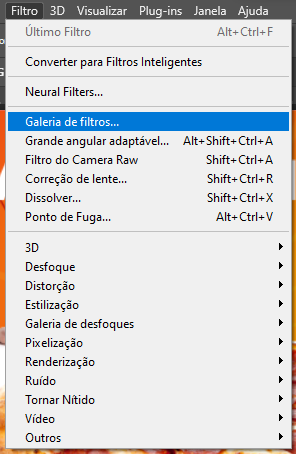 Filtro 3D Visualizar Plug-ins Janela Ajuda
Último Filtro Alt+Ctrl+F
Converter para Filtros Inteligentes
Neural Filters...
Galeria de filtros...
Grande angular adaptável... Alt+Shift+Ctrl+A
Filtro do Camera Raw Shift+Ctrl+A
Correção de lente... Shift+Ctrl+R
Dissolver... Shift+Ctrl+X
Ponto de Fuga... Alt+Ctrl+V
3D
Desfoque
Distorção
Estilização
Galeria de desfoques
Pixelização
Renderização
Ruído
Tornar Nítido
Vídeo
Outros